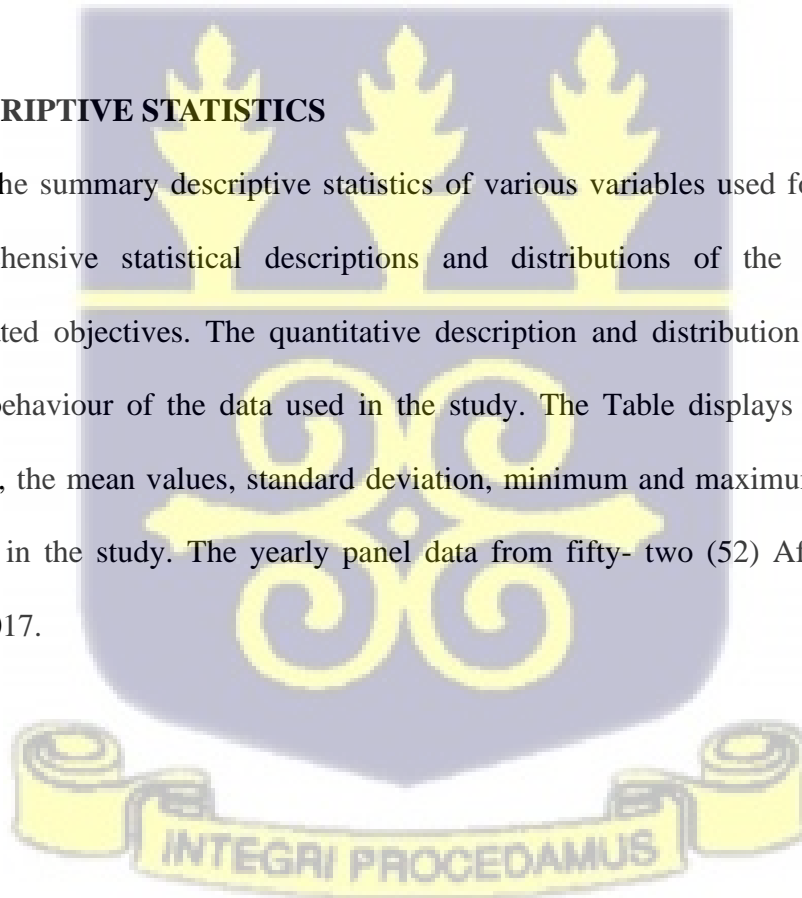 RIPTIVE STATISTICS
he summary descriptive statistics of various variables used fo
hensive statistical descriptions and distributions of the
ted objectives. The quantitative description and distribution
behaviour of the data used in the study. The Table displays
, the mean values, standard deviation, minimum and maximu
in the study. The yearly panel data from fifty- two (52) Af
017.
INTEGRI PROCEDAMUS